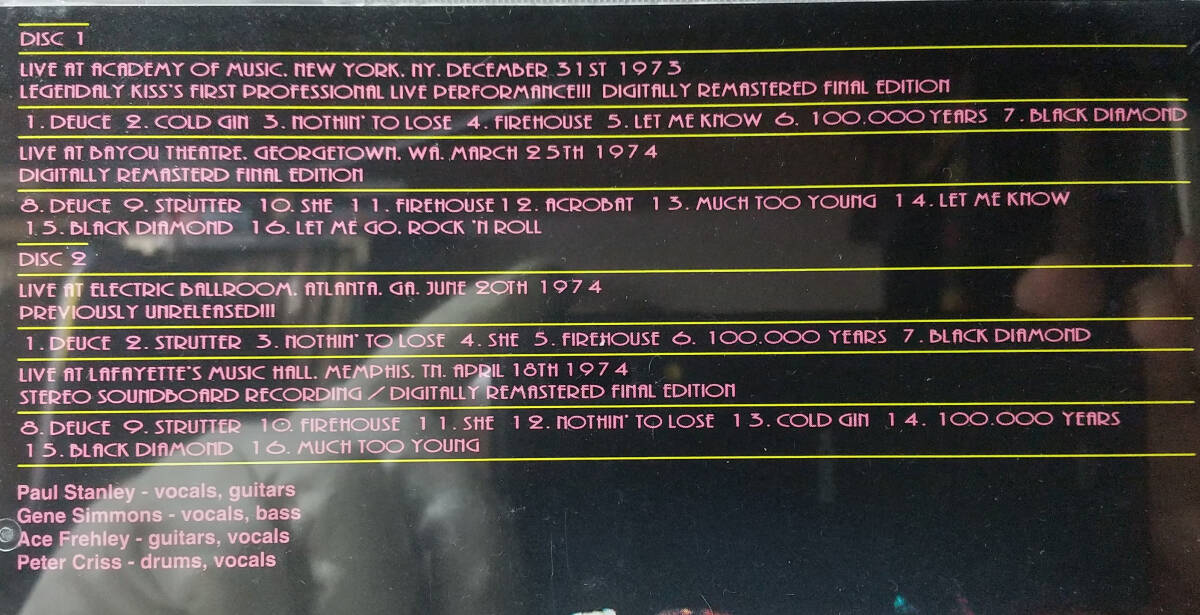 DISC 1
LIVE AT ACADEMY OF MUSIC. NEW YORK. NY. DECEMBER 31ST 1973
LEGENDALY KISS'S FIRST PROFESSIONAL LIVE PERFORMANCE!!! DIGITALLY REMASTERED FINAL EDITION
1. DEUCE 2. COLD GIN 3. NOTHIN' TO LOSE 4. FIREHOUSE 5. LET ME KNOW 6. 100.000 YEARS 7. BLACK DIAMOND
LIVE AT BAYOU THEATRE. GEORGETOWN. WA. MARCH 25TH 1974
DIGITALLY REMASTERD FINAL EDITION
8. DEUCE 9. STRUTTER 10. SHE 11. FIREHOUSE 12. ACROBAT 13. MUCH TOO YOUNG 14. LET ME KNOW
15. BLACK DIAMOND 16. LET ME GO. ROCK 'N ROLL
DISC 2
LIVE AT ELECTRIC BALLROOM. ATLANTA. GA. JUNE 20TH 1974
PREVIOUSLY UNRELEASED!!!
1. DEUCE 2. STRUTTER 3. NOTHIN' TO LOSE 4. SHE 5. FIREHOUSE 6. 100.000 YEARS 7. BLACK DIAMOND
LIVE AT LAFAYETTE'S MUSIC HALL. MEMPHIS. TN. APRIL 18TH 1974
STEREO SOUNDBOARD RECORDING / DIGITALLY REMASTERED FINAL EDITION
8. DEUCE 9. STRUTTER 10. FIREHOUSE 11. SHE 12. NOTHIN' TO LOSE 13. COLD GIN 14. 100.000 YEARS
15. BLACK DIAMOND 16. MUCH TOO YOUNG
Paul Stanley - vocals, guitars
Gene Simmons - vocals, bass
Ace Frehley - guitars, vocals
Peter Criss - drums, vocals